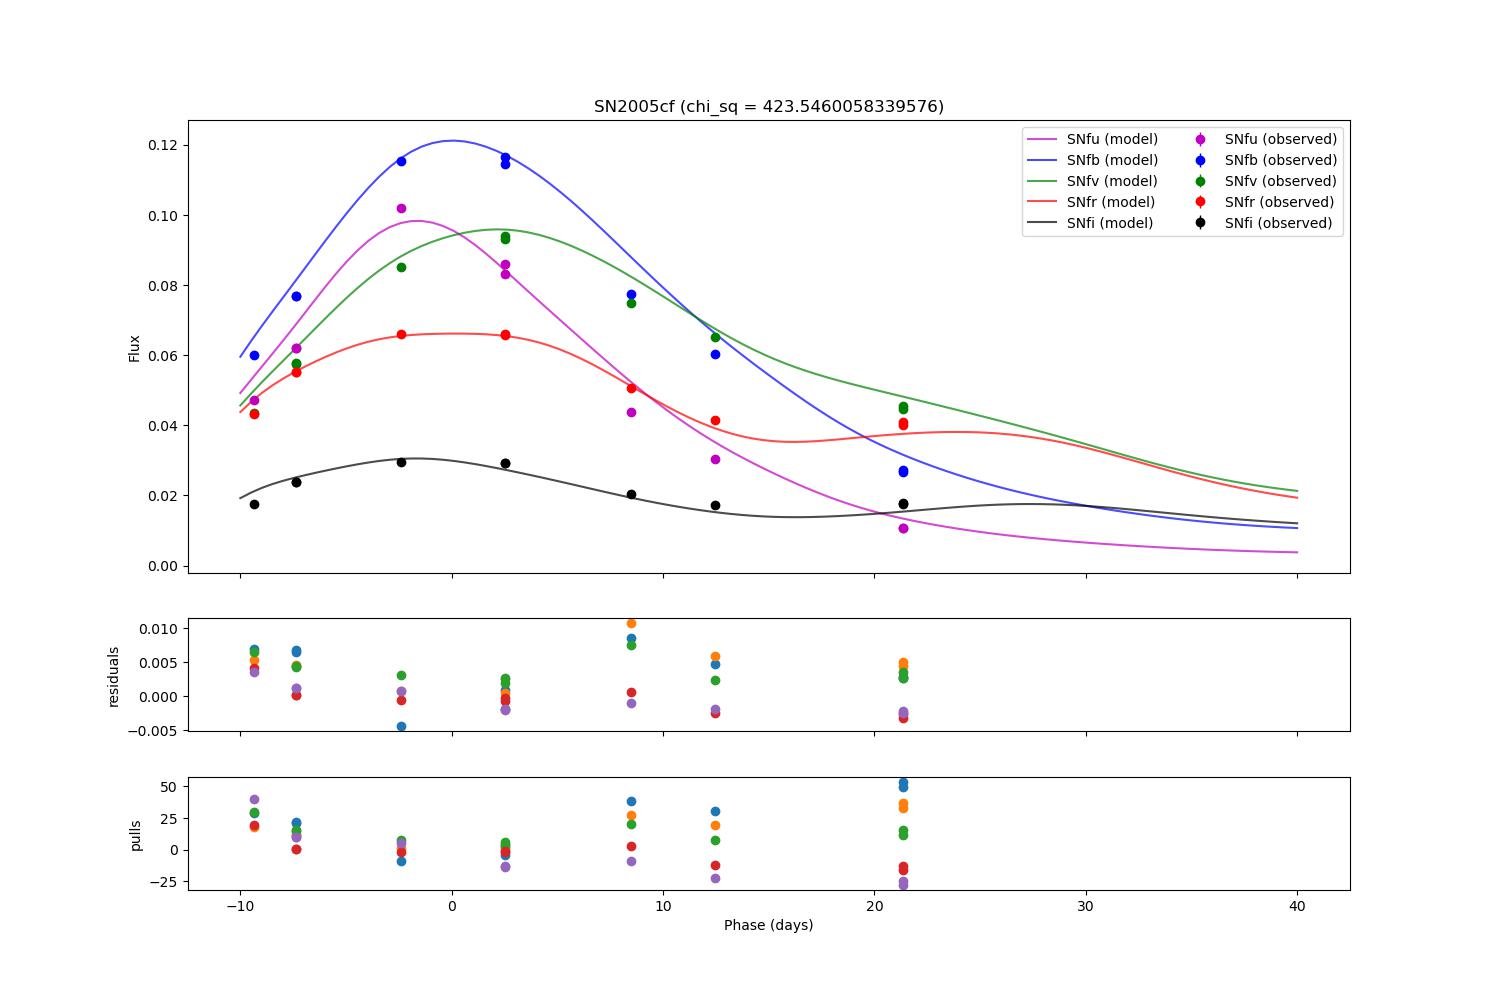 SN2005cf (chi_sq = 423.5460058339576)
SNfu (model) SNfu (observed)
SNfb (model) SNfb (observed)
SNfv (model) SNfv (observed)
SNfr (model) SNfr (observed)
SNfi (model) SNfi (observed)
0.12
0.10
0.08
0.06
0.04
0.02
0.00
Flux
0.010
0.005
0.000
−0.005
residuals
50
25
0
−25
pulls
−10 0 10 20 30 40
Phase (days)